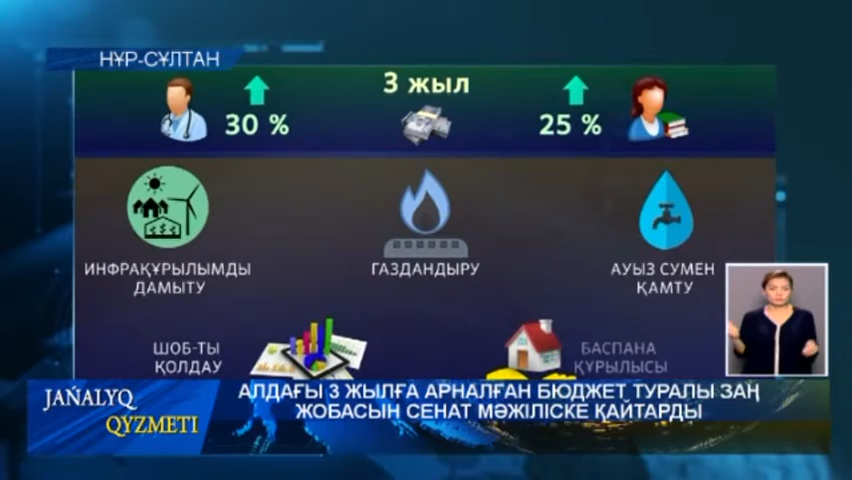 НҰР-СҰЛТАН
3 жыл
30 %
25 %
ИНФРАҚҰРЫЛЫМДЫ
ДАМЫТУ
ГАЗДАНДЫРУ
АУЫЗ СУМЕН
ҚАМТУ
ШОБ-ТЫ
ҚОЛДАУ
БАСПАНА
ҚҰРЫЛЫСЫ
JAŃALYQ
QYZMETI
АЛДАҒЫ 3 ЖЫЛҒА АРНАЛҒАН БЮДЖЕТ ТУРАЛЫ ЗАҢ
ЖОБАСЫН СЕНАТ МӘЖІЛІСКЕ ҚАЙТАРДЫ